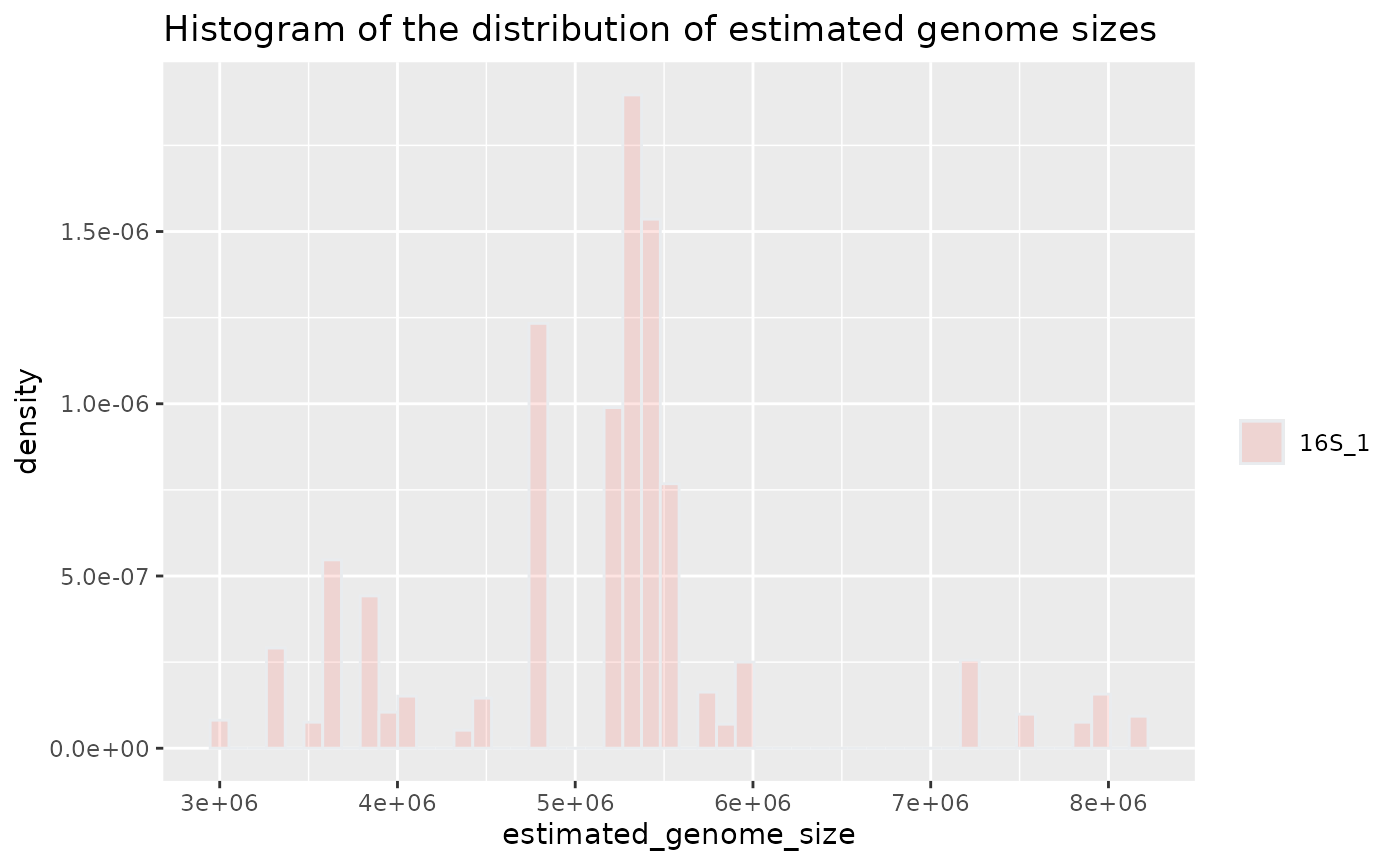 Histogram of the distribution of estimated genome sizes
1.5e-06
1.0e-06
5.0e-07
0.0e+00
density
16S_1
3e+06 4e+06 5e+06 6e+06 7e+06 8e+06
estimated_genome_size